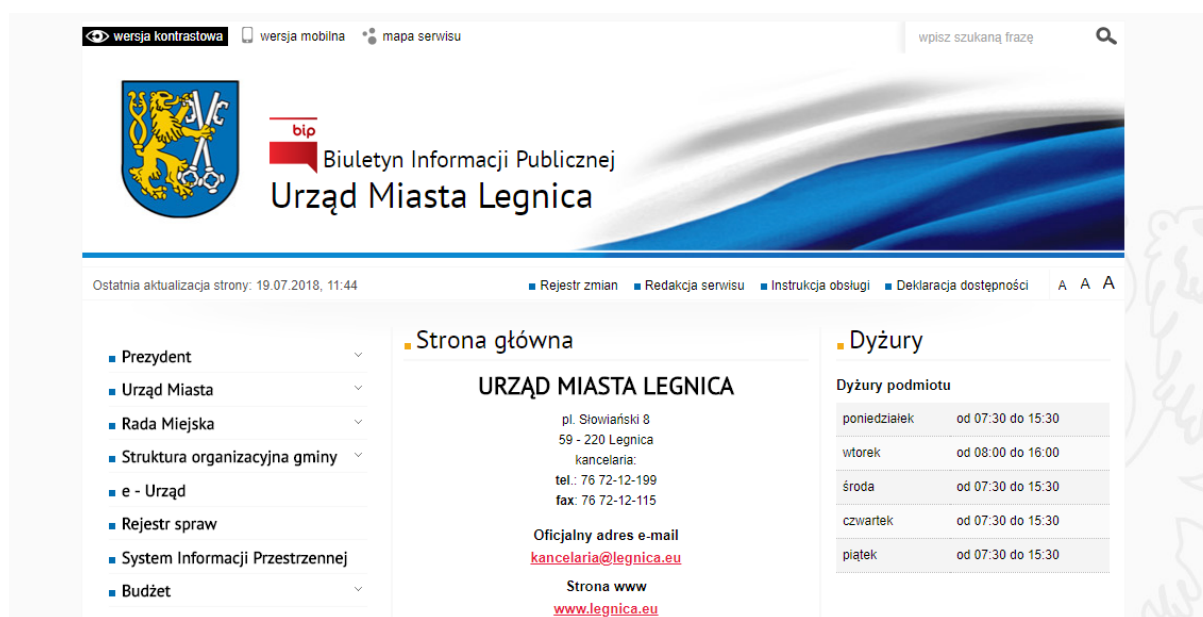 wersja kontrastowa wersja mobilna mapa serwisu wpisz szukaną frazę
bip
Biuletyn Informacji Publicznej
Urząd Miasta Legnica
Ostatnia aktualizacja strony: 19.07.2018, 11:44 Rejestr zmian Redakcja serwisu Instrukcja obsługi Deklaracja dostępności A A A
Prezydent
Urząd Miasta
Rada Miejska
Struktura organizacyjna gminy
e - Urząd
Rejestr spraw
System Informacji Przestrzennej
Budżet
Strona główna
URZĄD MIASTA LEGNICA
pl. Słowiański 8
59 - 220 Legnica
kancelaria:
tel.: 76 72-12-199
fax: 76 72-12-115
Oficjalny adres e-mail
kancelaria@legnica.eu
Strona www
www.legnica.eu
Dyżury
Dyżury podmiotu
poniedziałek od 07:30 do 15:30
wtorek od 08:00 do 16:00
środa od 07:30 do 15:30
czwartek od 07:30 do 15:30
piątek od 07:30 do 15:30